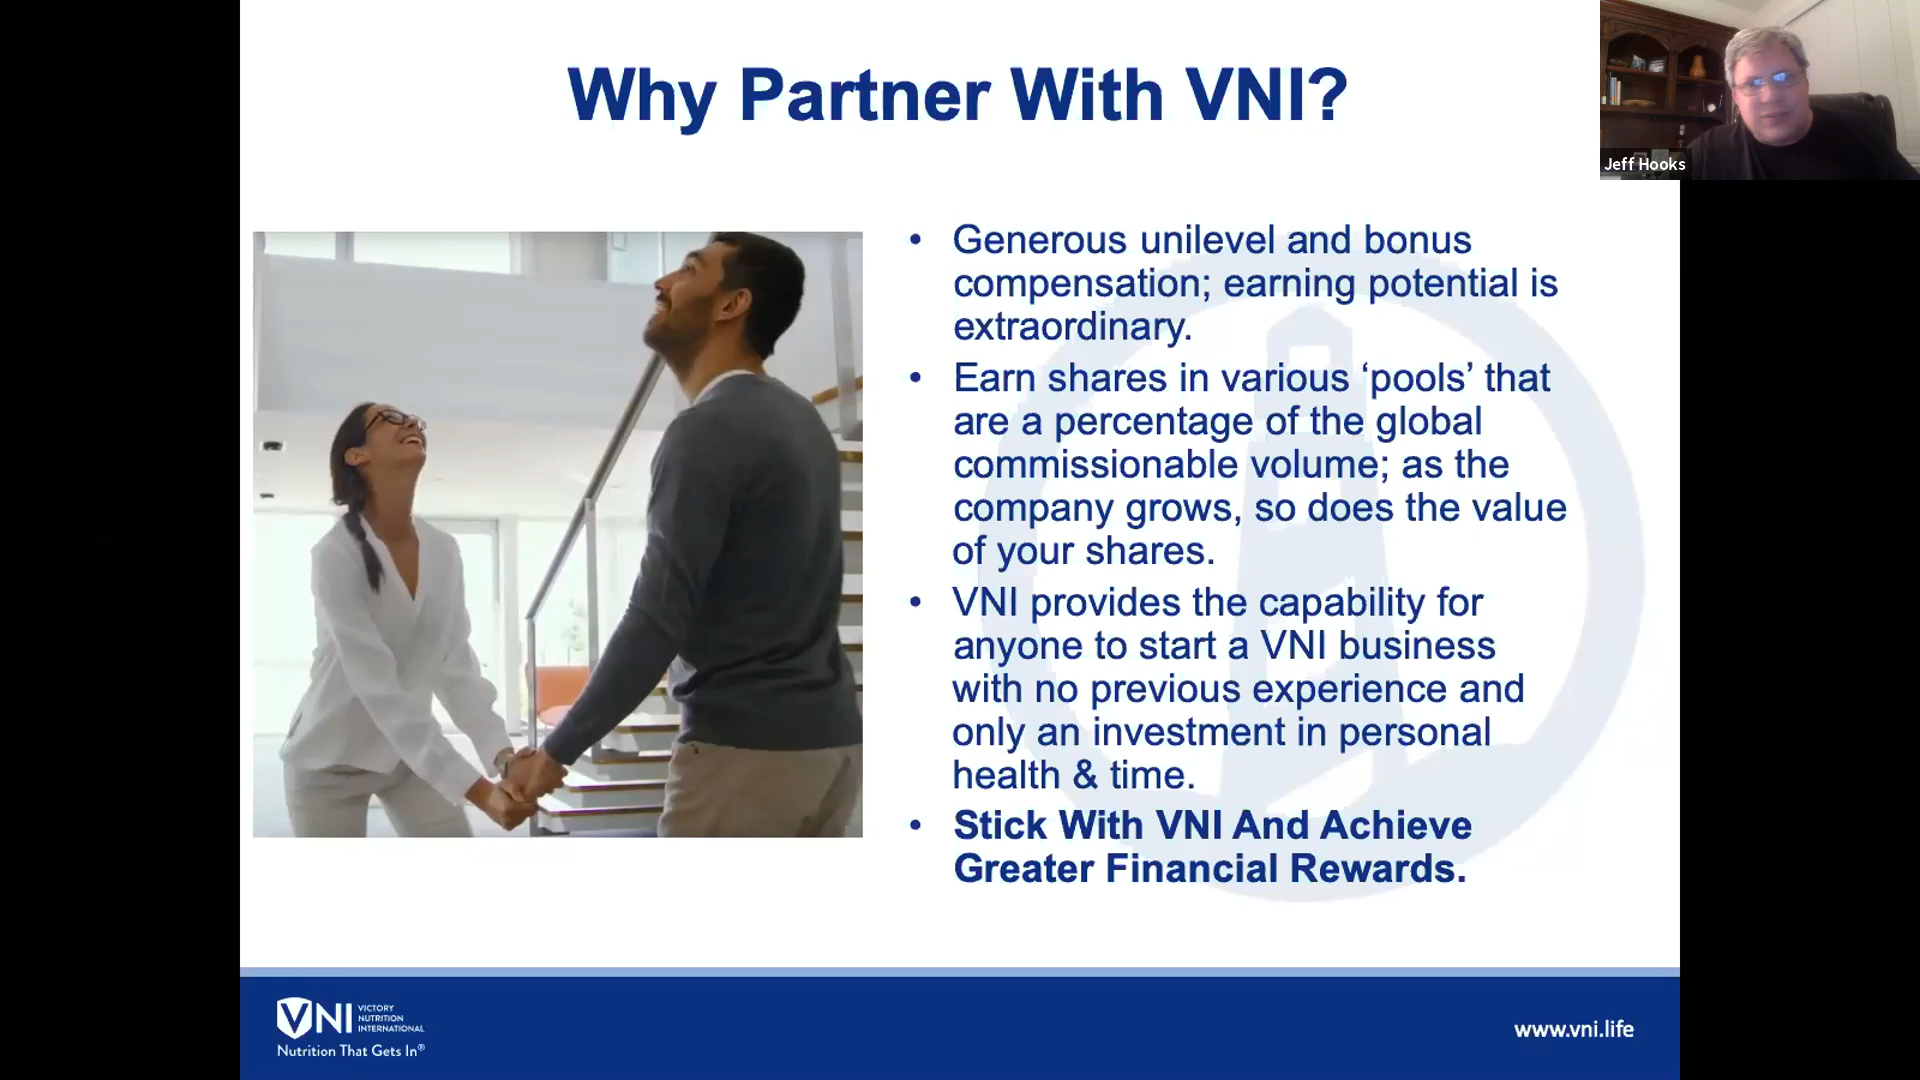 Why Partner With VNI?
Jeff Hooks
• Generous unilevel and bonus
compensation; earning potential is
extraordinary.
• Earn shares in various ‘pools’ that
are a percentage of the global
commissionable volume; as the
company grows, so does the value
of your shares.
• VNI provides the capability for
anyone to start a VNI business
with no previous experience and
only an investment in personal
health & time.
• Stick With VNI And Achieve
Greater Financial Rewards.
VNI
VICTORY
NUTRITION
INTERNATIONAL
Nutrition That Gets In®
www.vni.life